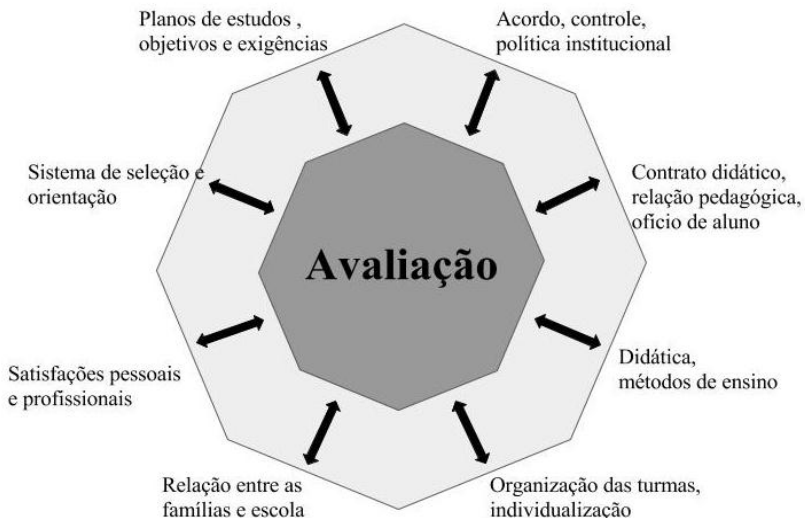 Planos de estudos ,
objetivos e exigências
Acordo, controle,
política institucional
Sistema de seleção e
orientação
Contrato didático,
relação pedagógica,
ofício de aluno
Avaliação
Satisfações pessoais
e profissionais
Didática,
métodos de ensino
Relação entre as
famílias e escola
Organização das turmas,
individualização